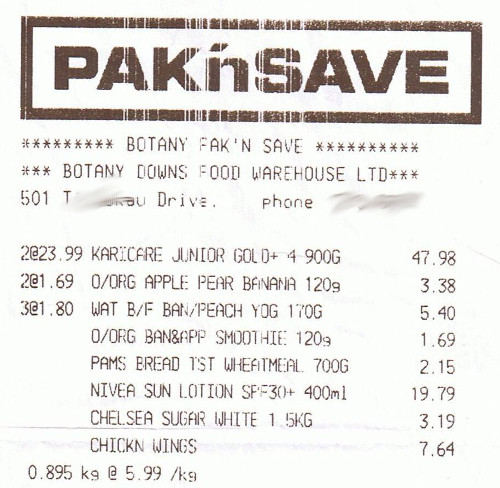 PAK'nSAVE
********* BOTANY PAK'N SAVE **********
*** BOTANY DOWNS FOOD WAREHOUSE LTD***
501 Drive. phone
2@23.99 KARICARE JUNIOR GOLD+ 4 900G 47.98
2@1.69 O/ORG APPLE PEAR BANANA 120g 3.38
3@1.80 WAT B/F BAN/PEACH YOG 170G 5.40
O/ORG BAN&APP SMOOTHIE 120g 1.69
PAMS BREAD TST WHEATMEAL 700G 2.15
NIVEA SUN LOTION SPF30+ 400ml 19.79
CHELSEA SUGAR WHITE 1.5KG 3.19
CHICKN WINGS 7.64
0.895 kg @ 5.99 /kg